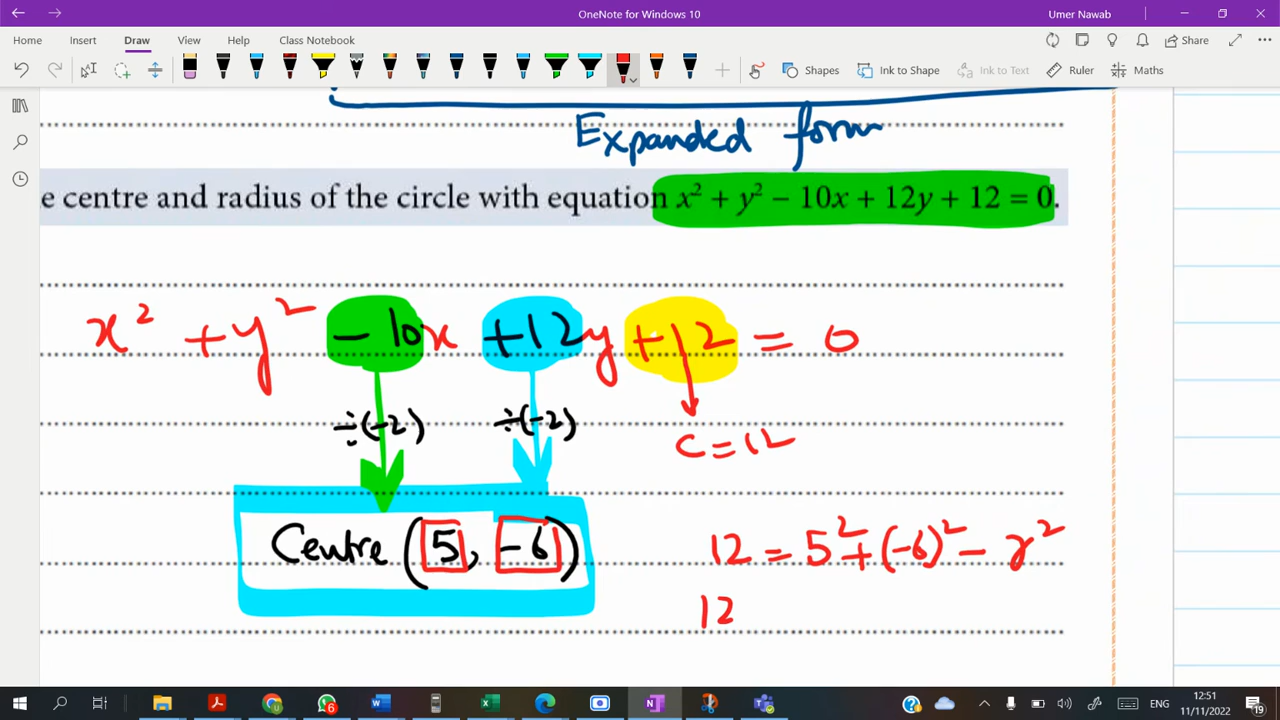 OneNote for Windows 10
Umer Nawab
Home Insert Draw View Help Class Notebook
Share
Shapes Ink to Shape Ink to Text Ruler Maths
Expanded form
e centre and radius of the circle with equation x² + y² − 10x + 12y + 12 = 0.
x² + y² − 10x + 12y + 12 = 0
÷(−2) ÷(−2)
c = 12
Centre (5, −6)
12 = 5² + (−6)² − r²
12
6
ENG
12:51
11/11/2022
19